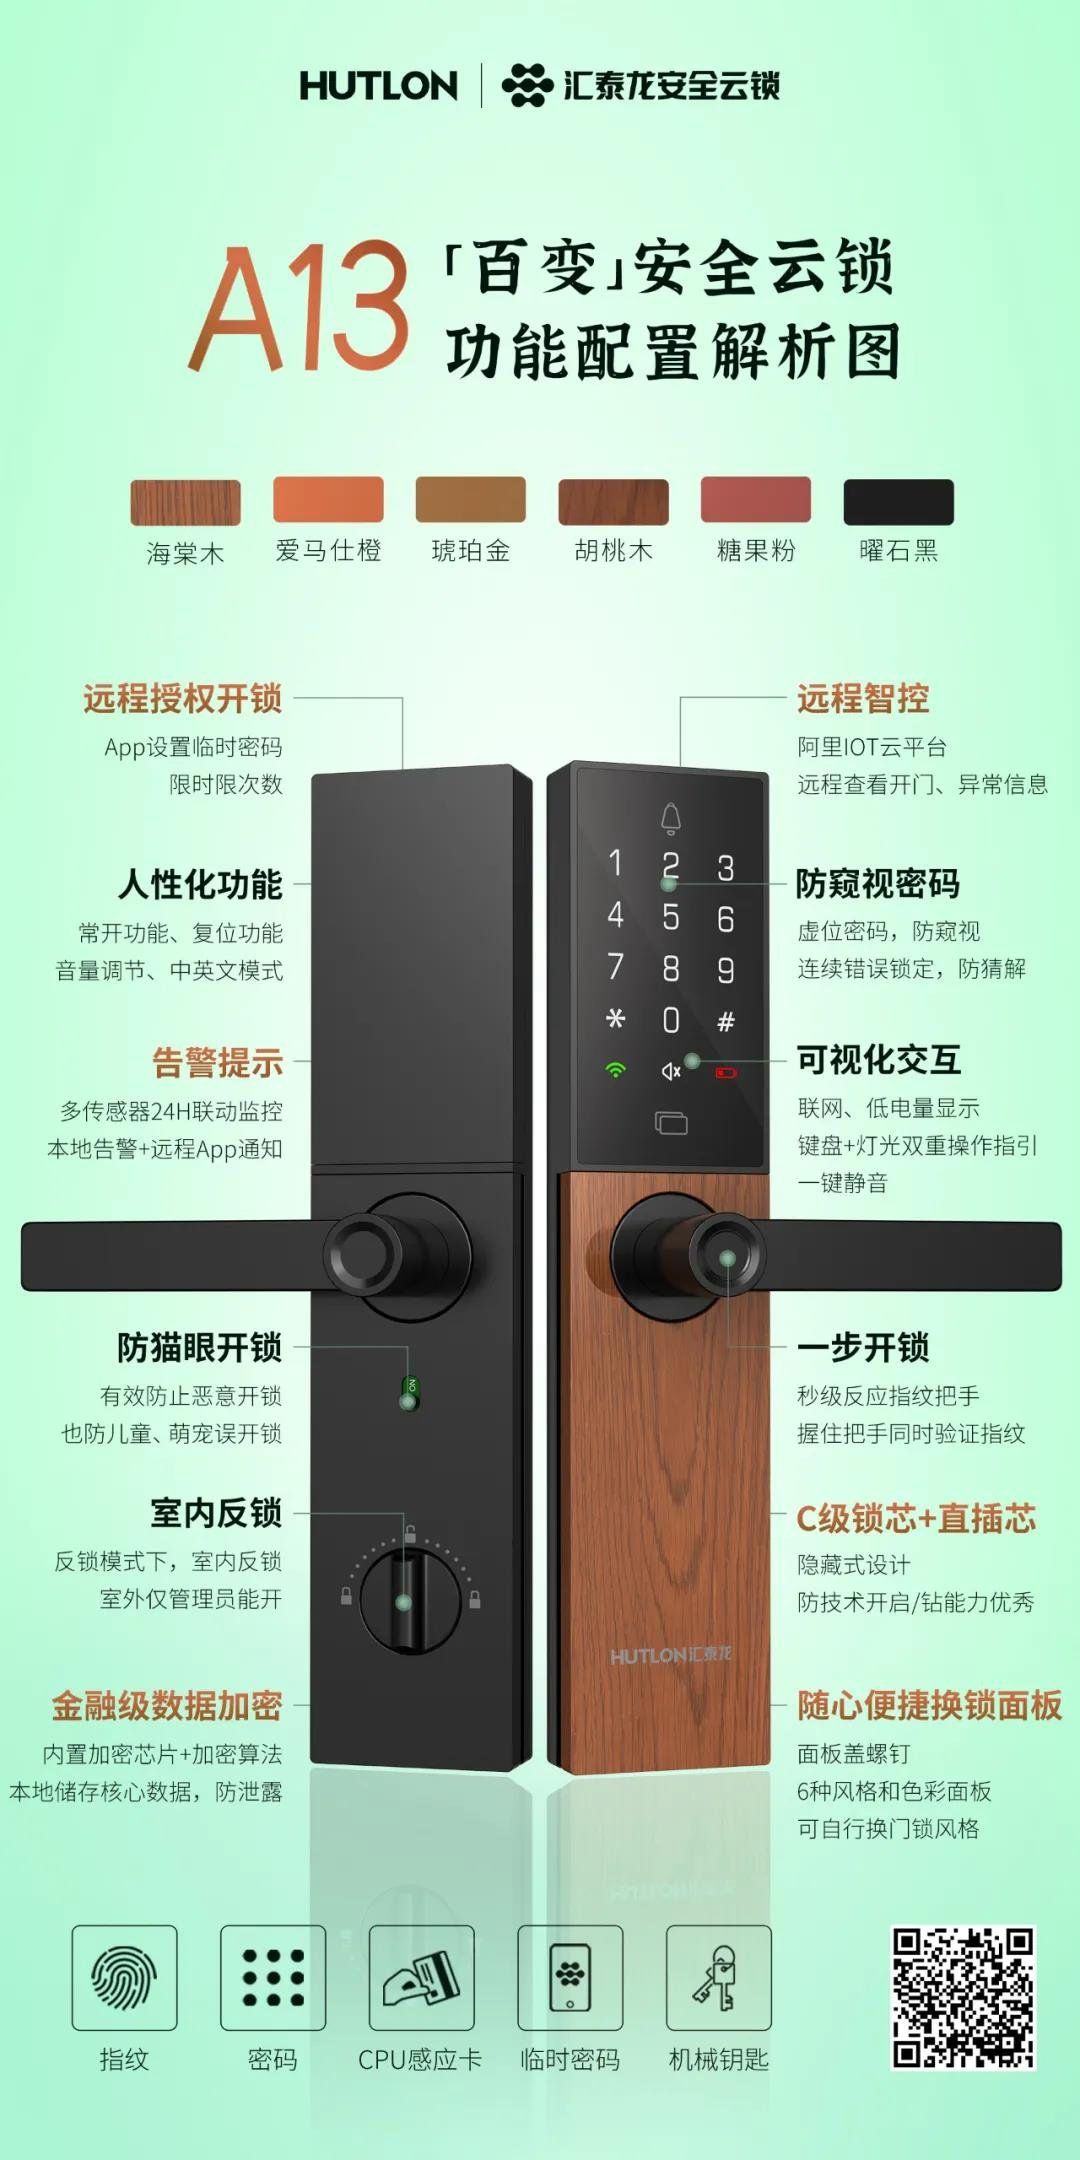 HUTLON 汇泰龙安全云锁
A13
「百变」安全云锁
功能配置解析图
海棠木 爱马仕橙 琥珀金 胡桃木 糖果粉 曜石黑
远程授权开锁
App设置临时密码
限时限次数
人性化功能
常开功能、复位功能
音量调节、中英文模式
告警提示
多传感器24H联动监控
本地告警+远程App通知
防猫眼开锁
有效防止恶意开锁
也防儿童、萌宠误开锁
室内反锁
反锁模式下，室内反锁
室外仅管理员能开
金融级数据加密
内置加密芯片+加密算法
本地储存核心数据，防泄露
NO
1 2 3
4 5 6
7 8 9
* 0 #
HUTLON汇泰龙
远程智控
阿里IOT云平台
远程查看开门、异常信息
防窥视密码
虚位密码，防窥视
连续错误锁定，防猜解
可视化交互
联网、低电量显示
键盘+灯光双重操作指引
一键静音
一步开锁
秒级反应指纹把手
握住把手同时验证指纹
C级锁芯+直插芯
隐藏式设计
防技术开启/钻能力优秀
随心便捷换锁面板
面板盖螺钉
6种风格和色彩面板
可自行换门锁风格
指纹 密码 CPU感应卡 临时密码 机械钥匙